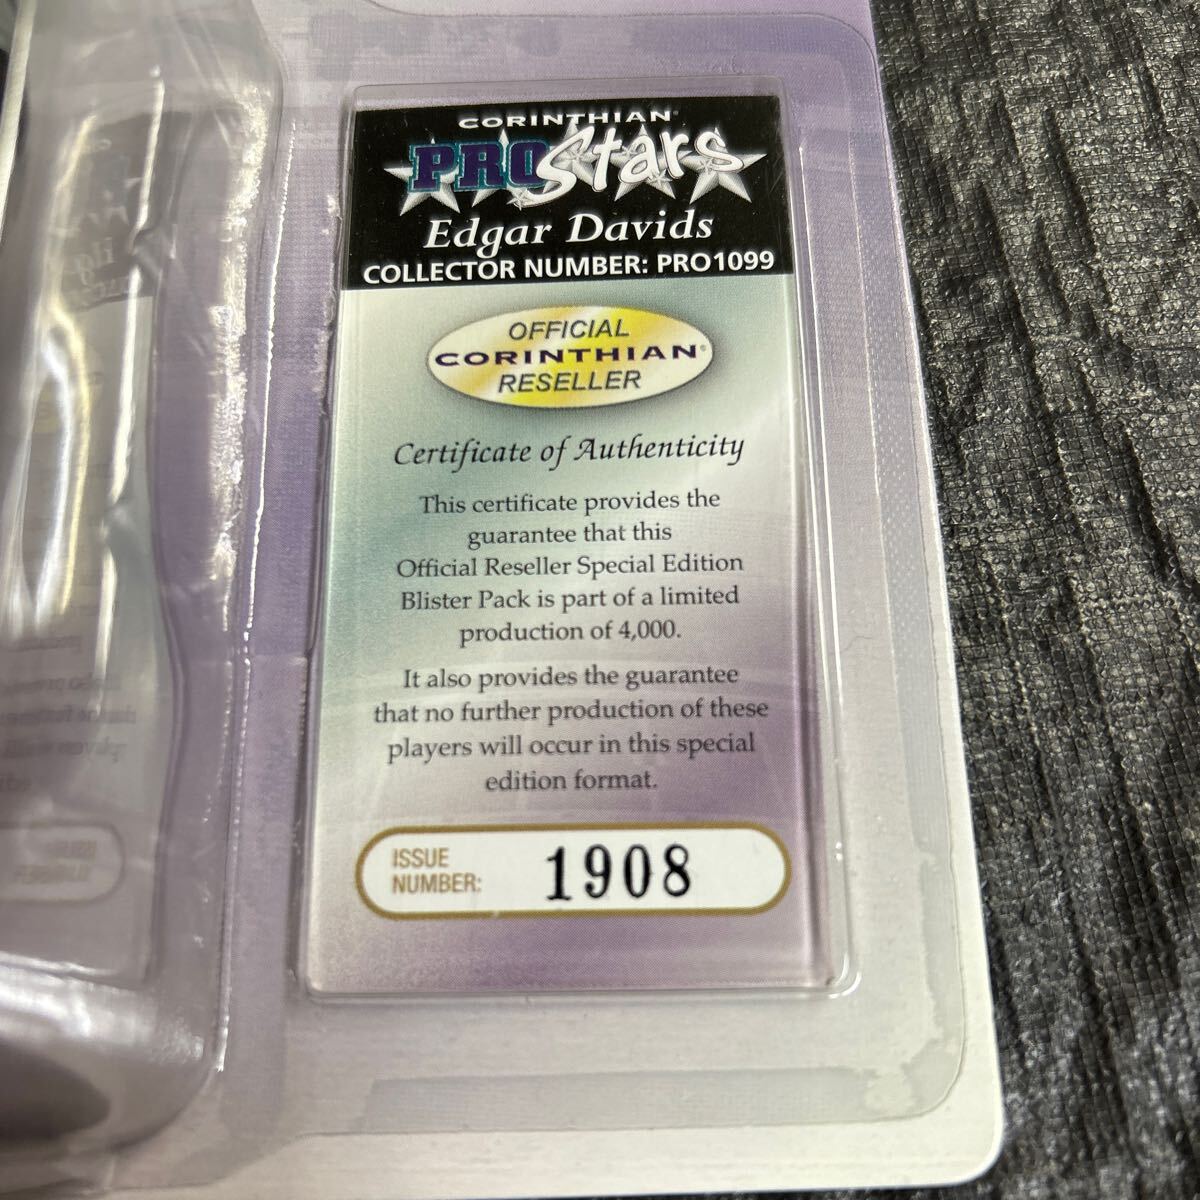 CORINTHIAN®
PROStars
Edgar Davids
COLLECTOR NUMBER: PRO1099
OFFICIAL
CORINTHIAN®
RESELLER
Certificate of Authenticity
This certificate provides the
guarantee that this
Official Reseller Special Edition
Blister Pack is part of a limited
production of 4,000.
It also provides the guarantee
that no further production of these
players will occur in this special
edition format.
ISSUE
NUMBER: 1908